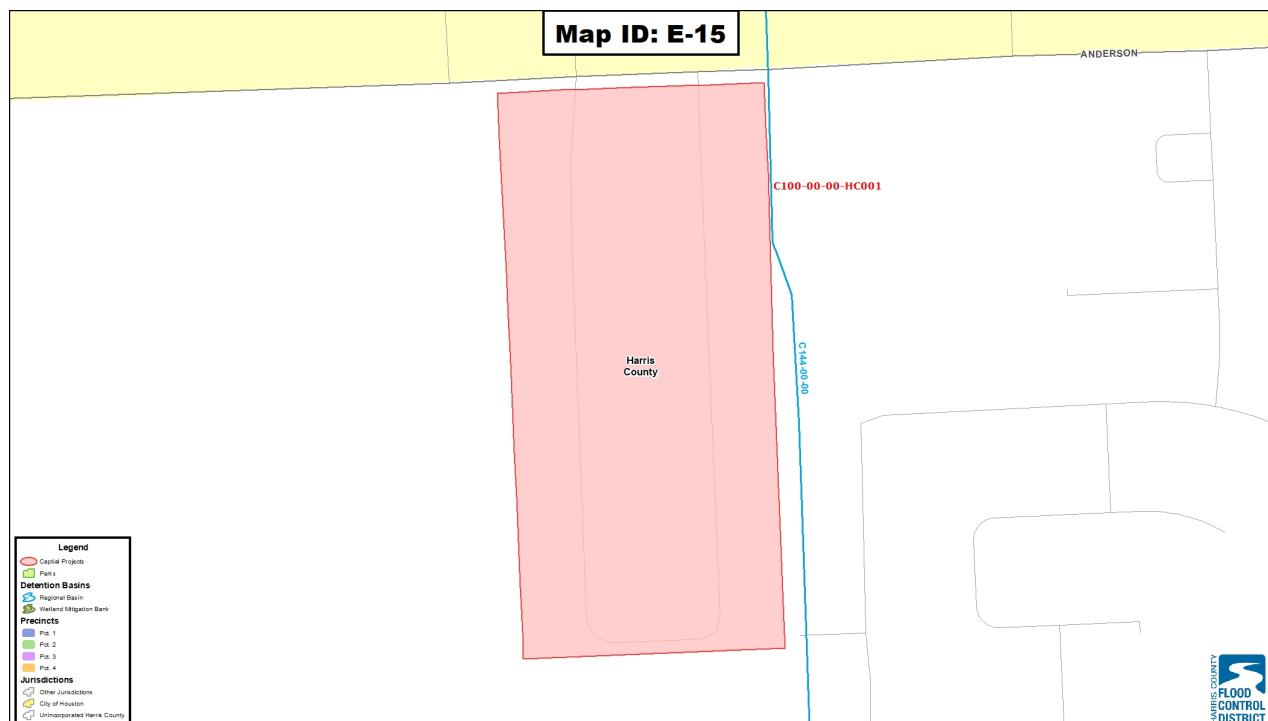 Map ID: E-15
ANDERSON
C100-00-00-HC001
C144-00-00
Harris
County
Legend
Captial Projects
Parks
Detention Basins
Regional Basin
Wetland Mitigation Bank
Precincts
Pct. 1
Pct. 2
Pct. 3
Pct. 4
Jurisdictions
Other Jurisdictions
City of Houston
Unincorporated Harris County
HARRIS COUNTY
FLOOD
CONTROL
DISTRICT